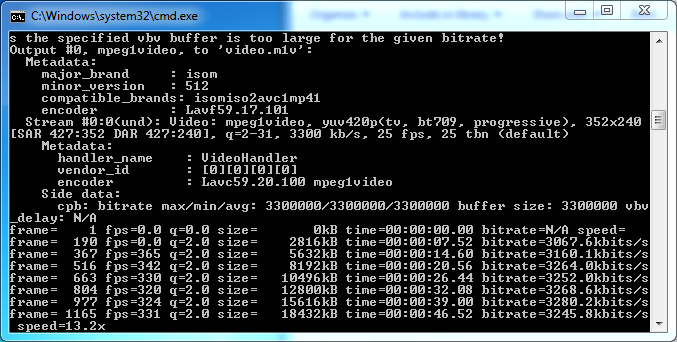 C:\Windows\system32\cmd.exe
s the specified vbv buffer is too large for the given bitrate!
Output #0, mpeg1video, to 'video.m1v':
  Metadata:
    major_brand     : isom
    minor_version   : 512
    compatible_brands: isomiso2avc1mp41
    encoder         : Lavf59.17.101
  Stream #0:0(und): Video: mpeg1video, yuv420p(tv, bt709, progressive), 352x240
[SAR 427:352 DAR 427:240], q=2-31, 3300 kb/s, 25 fps, 25 tbn (default)
    Metadata:
      handler_name    : VideoHandler
      vendor_id       : [0][0][0][0]
      encoder         : Lavc59.20.100 mpeg1video
    Side data:
      cpb: bitrate max/min/avg: 3300000/3300000/3300000 buffer size: 3300000 vbv
_delay: N/A
frame=    1 fps=0.0 q=0.0 size=       0kB time=00:00:00.00 bitrate=N/A speed=
frame=  190 fps=0.0 q=2.0 size=    2816kB time=00:00:07.52 bitrate=3067.6kbits/s
frame=  367 fps=365 q=2.0 size=    5632kB time=00:00:14.60 bitrate=3160.1kbits/s
frame=  516 fps=342 q=2.0 size=    8192kB time=00:00:20.56 bitrate=3264.0kbits/s
frame=  663 fps=330 q=2.0 size=   10496kB time=00:00:26.44 bitrate=3252.0kbits/s
frame=  804 fps=320 q=2.0 size=   12800kB time=00:00:32.08 bitrate=3268.6kbits/s
frame=  977 fps=324 q=2.0 size=   15616kB time=00:00:39.00 bitrate=3280.2kbits/s
frame= 1165 fps=331 q=2.0 size=   18432kB time=00:00:46.52 bitrate=3245.8kbits/s
 speed=13.2x